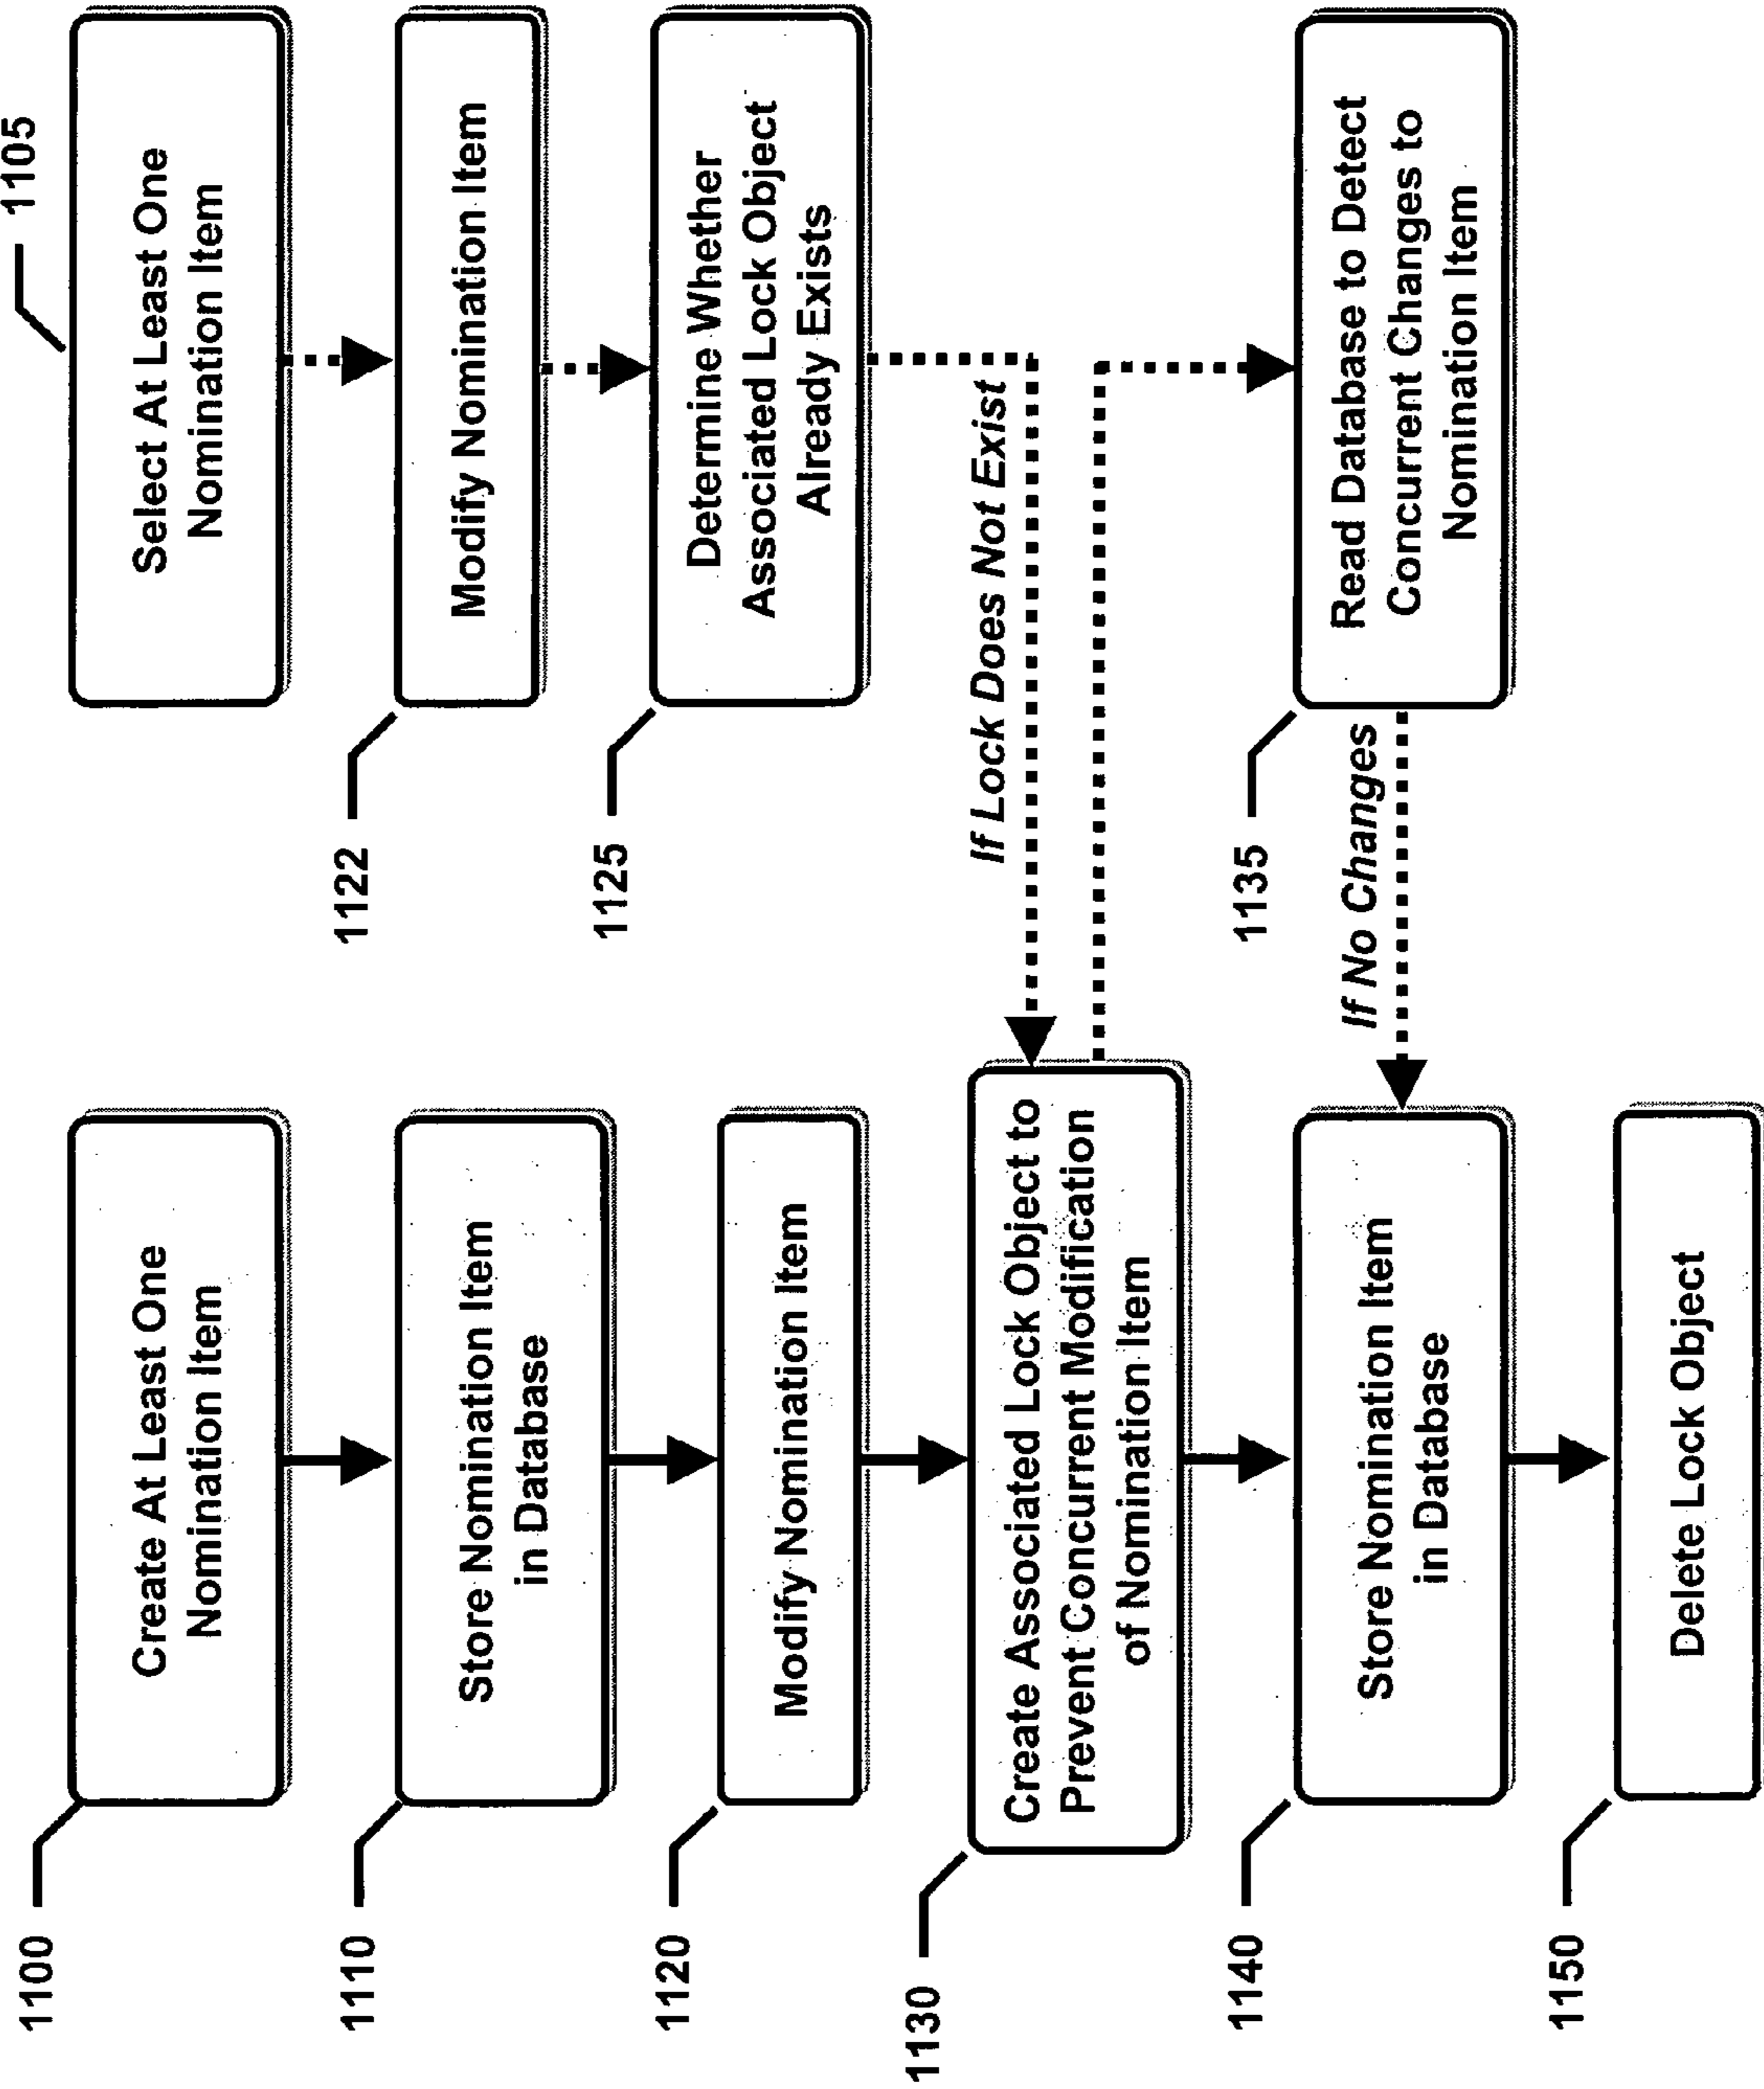 1100
Create At Least One
Nomination Item
1105
Select At Least One
Nomination Item
1110
Store Nomination Item
in Database
1122
Modify Nomination Item
1120
Modify Nomination Item
1125
Determine Whether
Associated Lock Object
Already Exists
If Lock Does Not Exist
1130
Create Associated Lock Object to
Prevent Concurrent Modification
of Nomination Item
1135
Read Database to Detect
Concurrent Changes to
Nomination Item
If No Changes
1140
Store Nomination Item
in Database
1150
Delete Lock Object